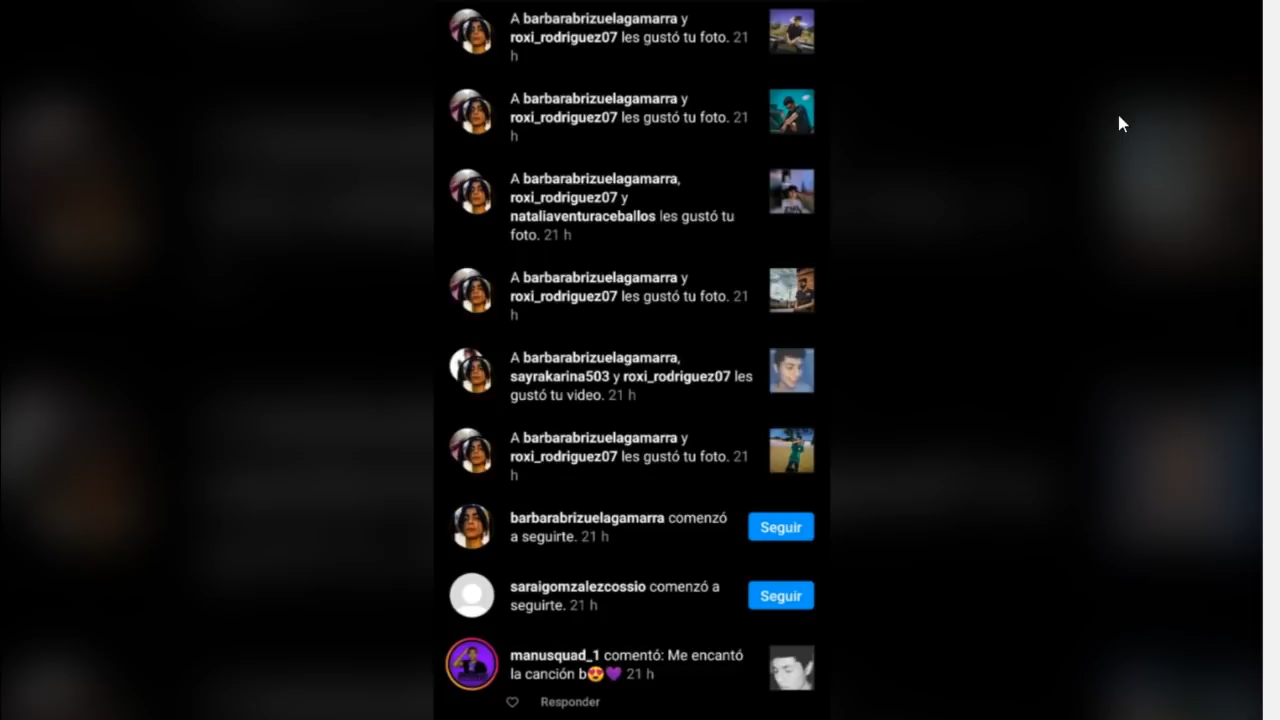 A barbarabrizuelagamarra y
roxi_rodriguez07 les gustó tu foto. 21
h
A barbarabrizuelagamarra y
roxi_rodriguez07 les gustó tu foto. 21
h
A barbarabrizuelagamarra,
roxi_rodriguez07 y
nataliaventuraceballos les gustó tu
foto. 21 h
A barbarabrizuelagamarra y
roxi_rodriguez07 les gustó tu foto. 21
h
A barbarabrizuelagamarra,
sayrakarina503 y roxi_rodriguez07 les
gustó tu video. 21 h
A barbarabrizuelagamarra y
roxi_rodriguez07 les gustó tu foto. 21
h
barbarabrizuelagamarra comenzó
a seguirte. 21 h
Seguir
saraigomzalezcossio comenzó a
seguirte. 21 h
Seguir
manusquad_1 comentó: Me encantó
la canción b😍💜 21 h
Responder